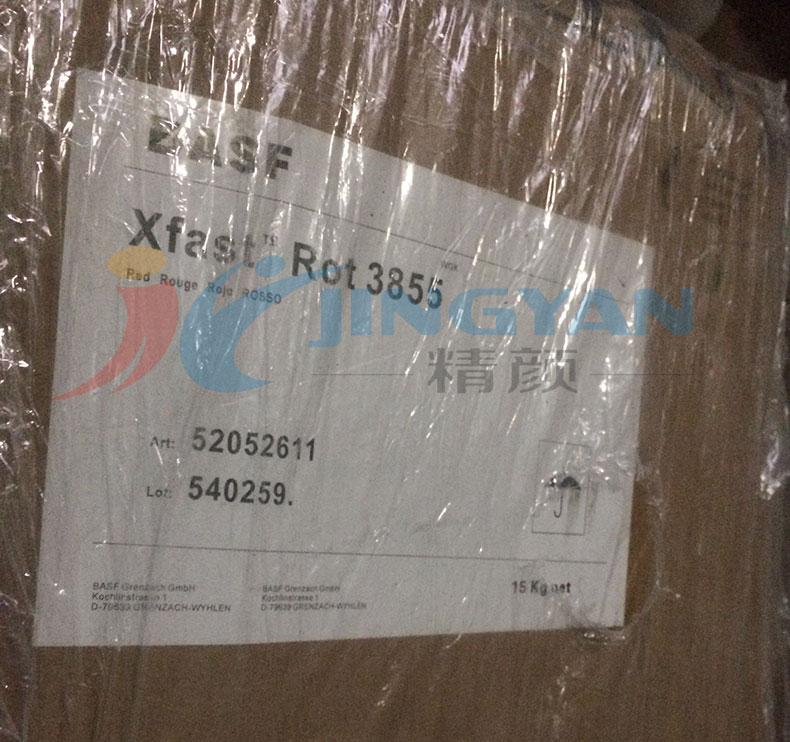 BASF
Xfast™ Rot 3855
Red Rouge Rojo ROSSO
JINGYAN
精颜
Art: 52052611
Lot: 540259.
BASF Grenzach GmbH
Köchlinstrasse 1
D-79639 GRENZACH-WYHLEN
BASF Grenzach GmbH
Köchlinstrasse 1
D-79639 GRENZACH-WYHLEN
15 Kg net